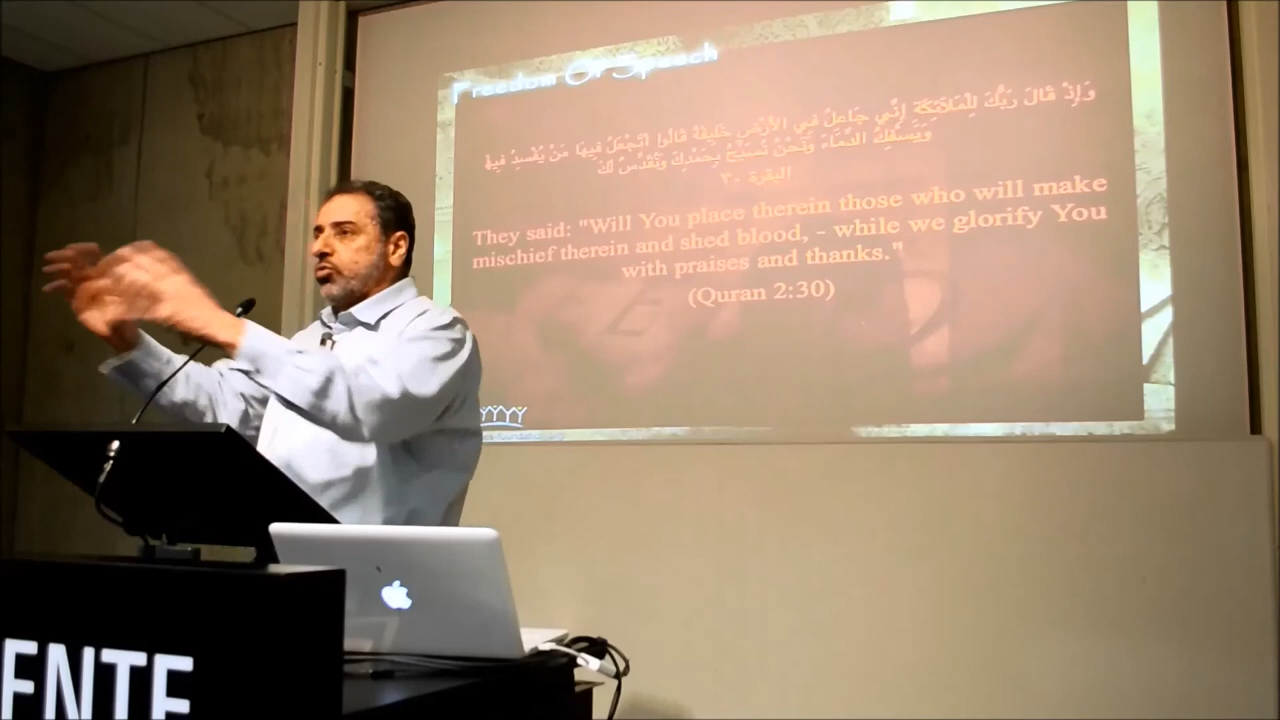 Freedom Of Speech
وَإِذْ قَالَ رَبُّكَ لِلْمَلَائِكَةِ إِنِّي جَاعِلٌ فِي الأَرْضِ خَلِيفَةً قَالُوا أَتَجْعَلُ فِيهَا مَنْ يُفْسِدُ فِيهَا
وَيَسْفِكُ الدِّمَاءَ وَنَحْنُ نُسَبِّحُ بِحَمْدِكَ وَنُقَدِّسُ لَكَ
البقرة ٣٠
They said: "Will You place therein those who will make
mischief therein and shed blood, - while we glorify You
with praises and thanks."
(Quran 2:30)
ENTE